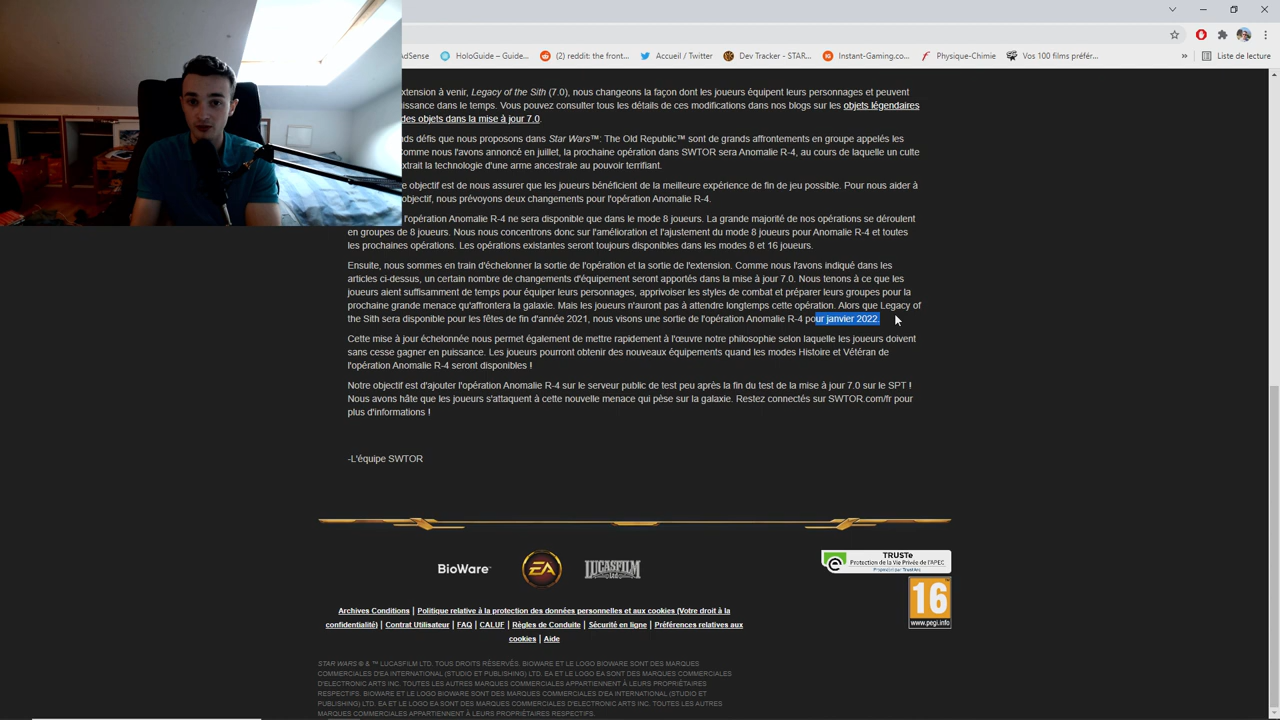 dSense
HoloGuide – Guide...
(2) reddit: the front...
Accueil / Twitter
Dev Tracker - STAR...
Instant-Gaming.co...
Physique-Chimie
Vos 100 films préfér...
»
Liste de lecture
extension à venir, Legacy of the Sith (7.0), nous changeons la façon dont les joueurs équipent leurs personnages et peuvent
issance dans le temps. Vous pouvez consulter tous les détails de ces modifications dans nos blogs sur les objets légendaires
des objets dans la mise à jour 7.0.
ds défis que nous proposons dans Star Wars™: The Old Republic™ sont de grands affrontements en groupe appelés les
omme nous l'avons annoncé en juillet, la prochaine opération dans SWTOR sera Anomalie R-4, au cours de laquelle un culte
xtrait la technologie d'une arme ancestrale au pouvoir terrifiant.
e objectif est de nous assurer que les joueurs bénéficient de la meilleure expérience de fin de jeu possible. Pour nous aider à
objectif, nous prévoyons deux changements pour l'opération Anomalie R-4.
l'opération Anomalie R-4 ne sera disponible que dans le mode 8 joueurs. La grande majorité de nos opérations se déroulent
en groupes de 8 joueurs. Nous nous concentrons donc sur l'amélioration et l'ajustement du mode 8 joueurs pour Anomalie R-4 et toutes
les prochaines opérations. Les opérations existantes seront toujours disponibles dans les modes 8 et 16 joueurs.
Ensuite, nous sommes en train d'échelonner la sortie de l'opération et la sortie de l'extension. Comme nous l'avons indiqué dans les
articles ci-dessus, un certain nombre de changements d'équipement seront apportés dans la mise à jour 7.0. Nous tenons à ce que les
joueurs aient suffisamment de temps pour équiper leurs personnages, apprivoiser les styles de combat et préparer leurs groupes pour la
prochaine grande menace qu'affrontera la galaxie. Mais les joueurs n'auront pas à attendre longtemps cette opération. Alors que Legacy of
the Sith sera disponible pour les fêtes de fin d'année 2021, nous visons une sortie de l'opération Anomalie R-4 pour janvier 2022.
Cette mise à jour échelonnée nous permet également de mettre rapidement à l'œuvre notre philosophie selon laquelle les joueurs doivent
sans cesse gagner en puissance. Les joueurs pourront obtenir des nouveaux équipements quand les modes Histoire et Vétéran de
l'opération Anomalie R-4 seront disponibles !
Notre objectif est d'ajouter l'opération Anomalie R-4 sur le serveur public de test peu après la fin du test de la mise à jour 7.0 sur le SPT !
Nous avons hâte que les joueurs s'attaquent à cette nouvelle menace qui pèse sur la galaxie. Restez connectés sur SWTOR.com/fr pour
plus d'informations !
-L'équipe SWTOR
BioWare™
EA
LUCASFILM
Ltd
TRUSTe
Protection de la Vie Privée de l'APEC
16
www.pegi.info
Archives Conditions | Politique relative à la protection des données personnelles et aux cookies (Votre droit à la
confidentialité) | Contrat Utilisateur | FAQ | CALUF | Règles de Conduite | Sécurité en ligne | Préférences relatives aux
cookies | Aide
STAR WARS © & ™ LUCASFILM LTD. TOUS DROITS RÉSERVÉS. BIOWARE ET LE LOGO BIOWARE SONT DES MARQUES
COMMERCIALES D'EA INTERNATIONAL (STUDIO ET PUBLISHING) LTD. EA ET LE LOGO EA SONT DES MARQUES COMMERCIALES
D'ELECTRONIC ARTS INC. TOUTES LES AUTRES MARQUES COMMERCIALES APPARTIENNENT À LEURS PROPRIÉTAIRES
RESPECTIFS. BIOWARE ET LE LOGO BIOWARE SONT DES MARQUES COMMERCIALES D'EA INTERNATIONAL (STUDIO ET
PUBLISHING) LTD. EA ET LE LOGO EA SONT DES MARQUES COMMERCIALES D'ELECTRONIC ARTS INC. TOUTES LES AUTRES
MARQUES COMMERCIALES APPARTIENNENT À LEURS PROPRIÉTAIRES RESPECTIFS.